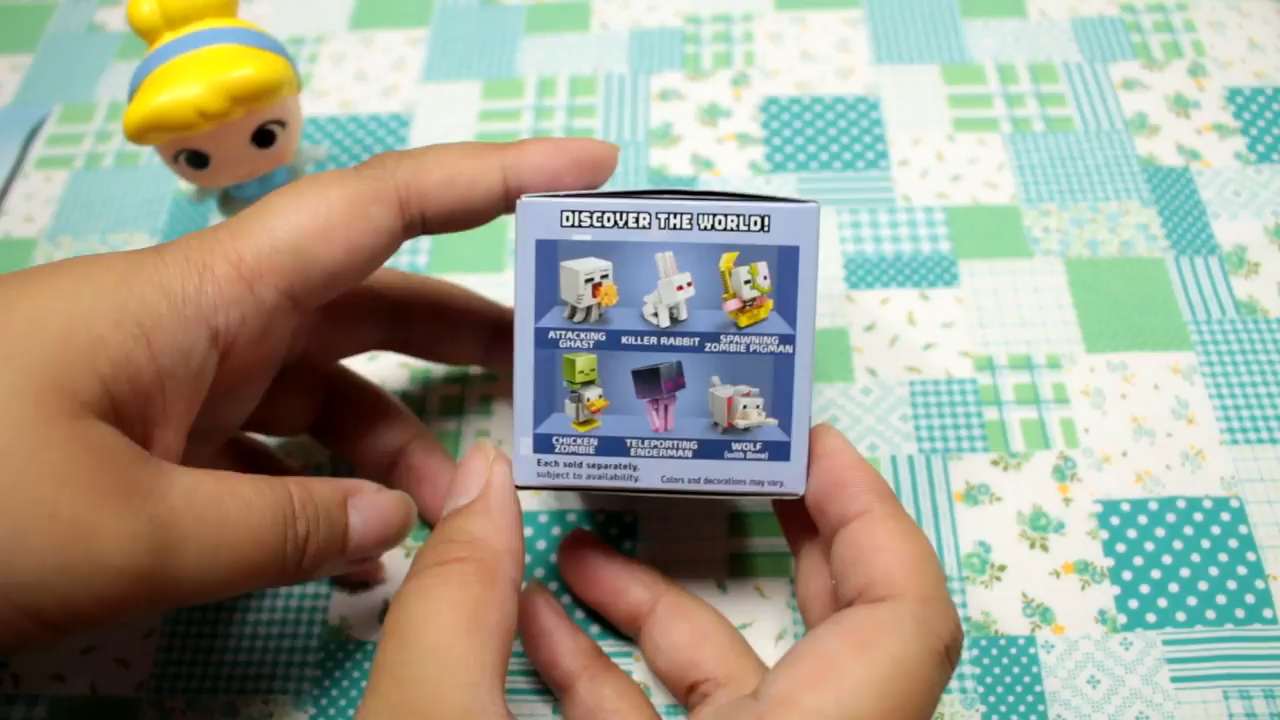 DISCOVER THE WORLD!
ATTACKING GHAST
KILLER RABBIT
SPAWNING ZOMBIE PIGMAN
CHICKEN ZOMBIE
TELEPORTING ENDERMAN
WOLF
(with Bone)
Each sold separately,
subject to availability.
Colors and decorations may vary.